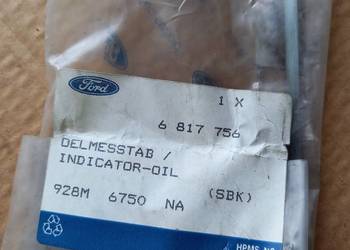 Ford
1 X
6 817 756
OELMESSTAB /
INDICATOR-OIL
928M 6750 NA (SBK)